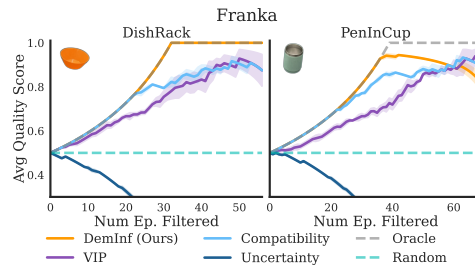 Franka
DishRack
PenInCup
Avg Quality Score
1.0
0.8
0.6
0.4
0 10 20 30 40 50
0 20 40 60
Num Ep. Filtered
Num Ep. Filtered
DemInf (Ours) Compatibility Oracle
VIP Uncertainty Random